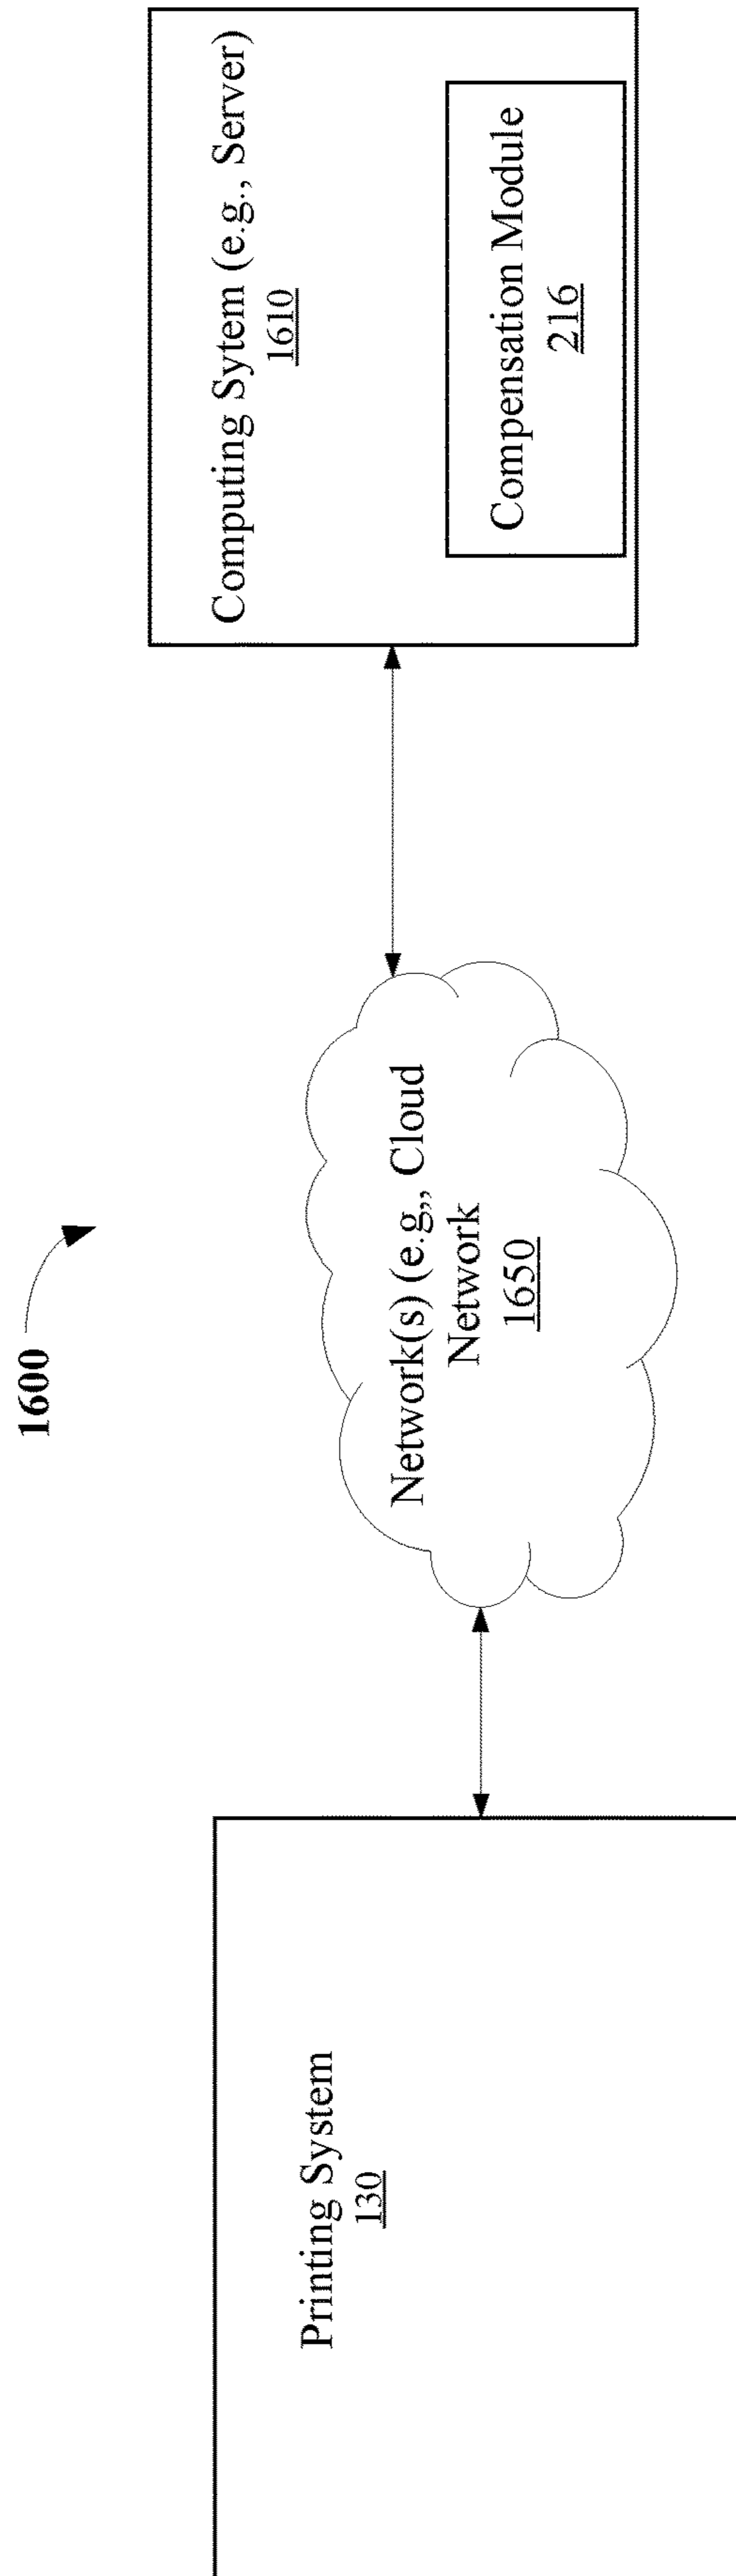 1600
Printing System
130
Network(s) (e.g,, Cloud
Network
1650
Computing Sytem (e.g., Server)
1610
Compensation Module
216